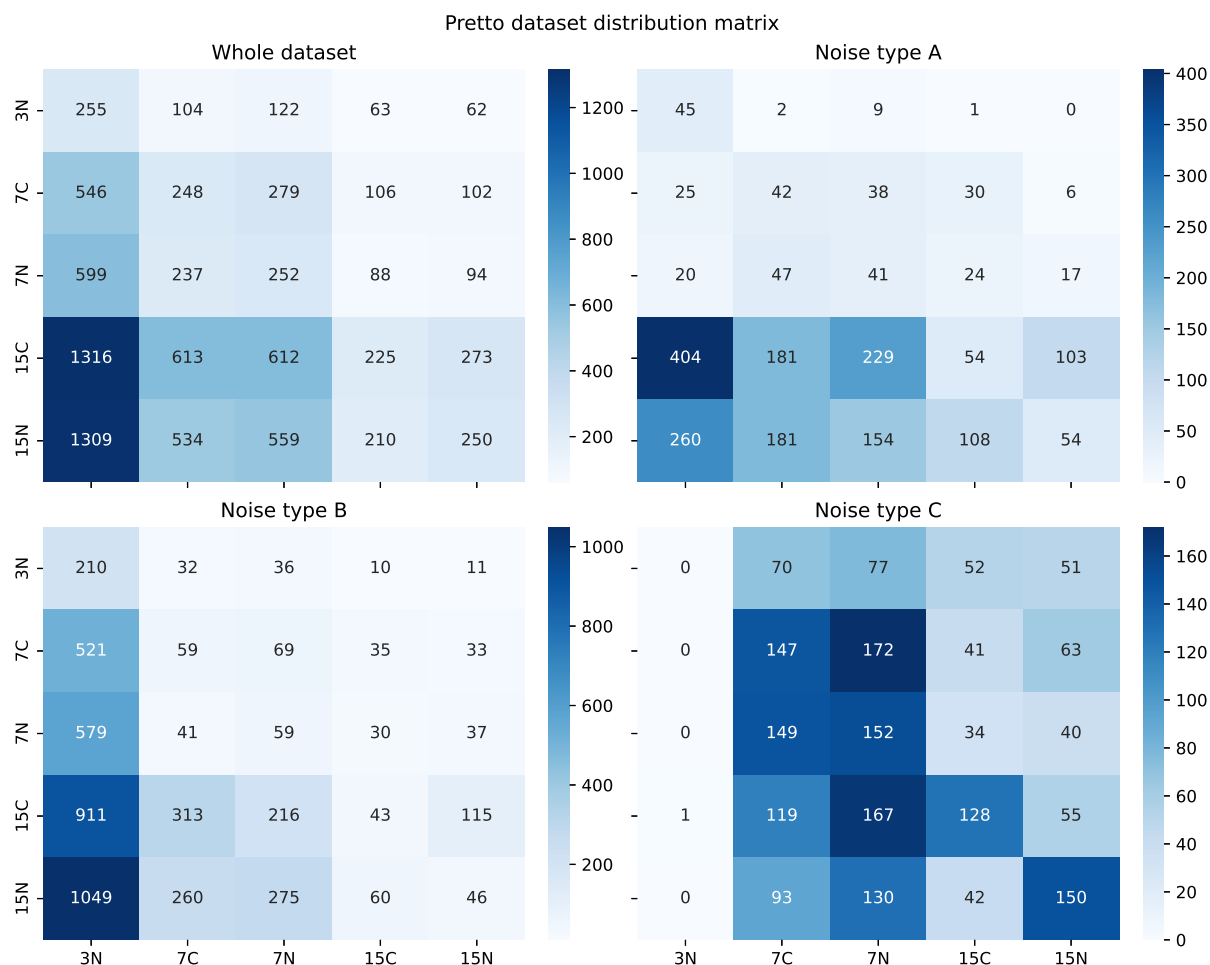 Pretto dataset distribution matrix
Whole dataset
3N 255 104 122 63 62
7C 546 248 279 106 102
7N 599 237 252 88 94
15C 1316 613 612 225 273
15N 1309 534 559 210 250
1200
1000
800
600
400
200
Noise type A
45 2 9 1 0
25 42 38 30 6
20 47 41 24 17
404 181 229 54 103
260 181 154 108 54
400
350
300
250
200
150
100
50
0
Noise type B
3N 210 32 36 10 11
7C 521 59 69 35 33
7N 579 41 59 30 37
15C 911 313 216 43 115
15N 1049 260 275 60 46
3N 7C 7N 15C 15N
1000
800
600
400
200
Noise type C
0 70 77 52 51
0 147 172 41 63
0 149 152 34 40
1 119 167 128 55
0 93 130 42 150
3N 7C 7N 15C 15N
160
140
120
100
80
60
40
20
0